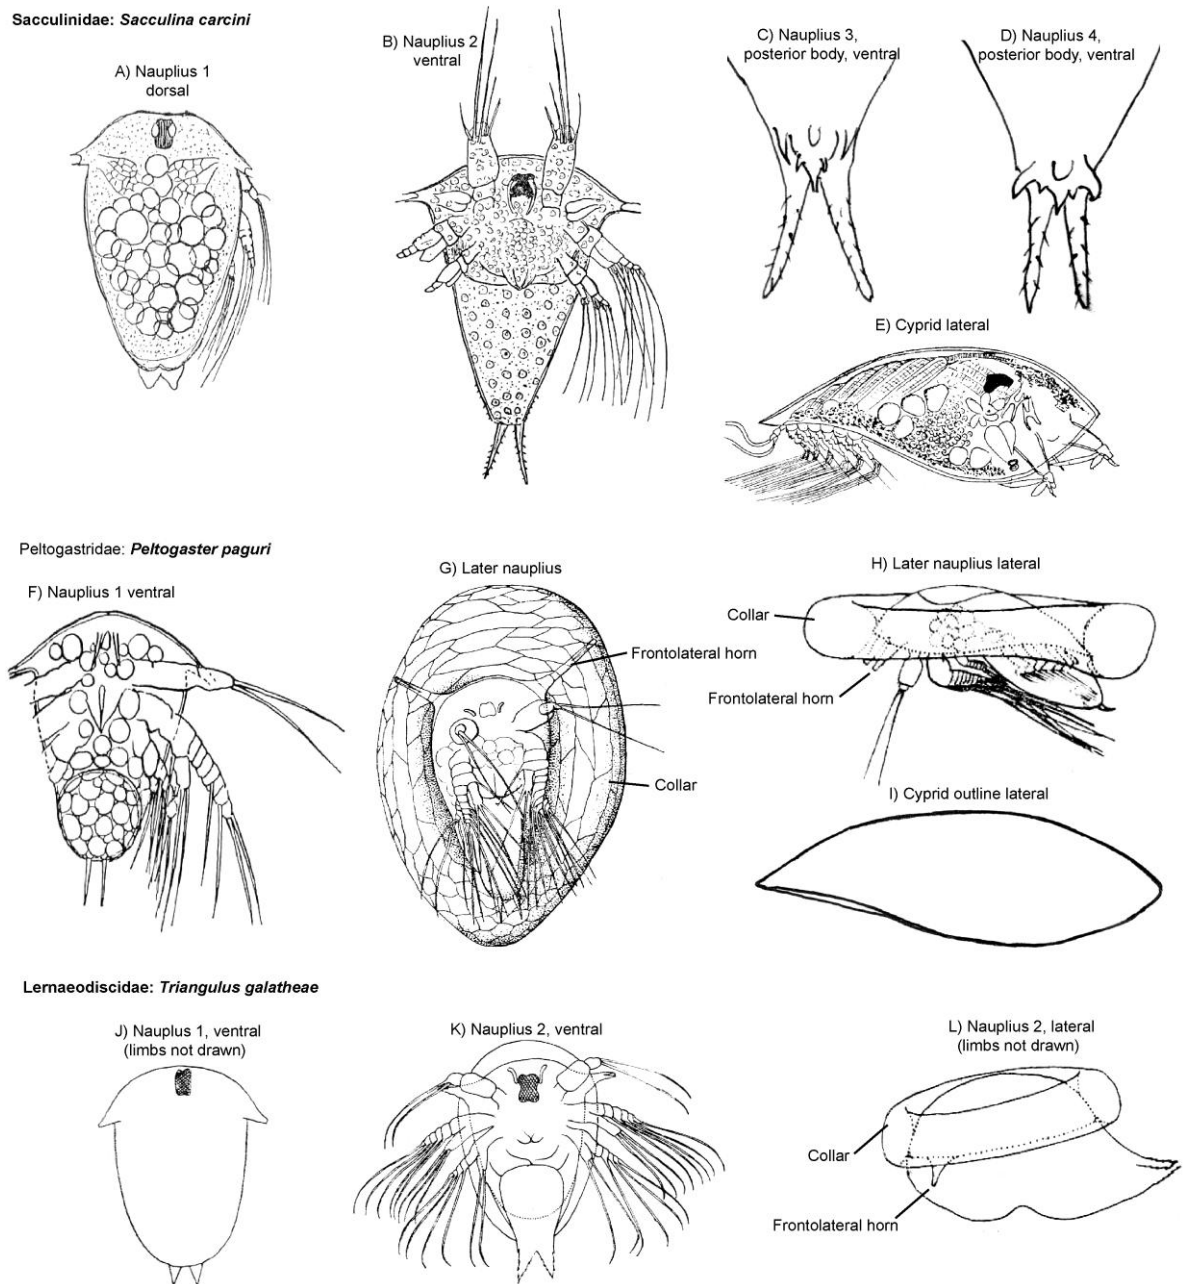 Sacculinidae: Sacculina carcini
A) Nauplius 1
dorsal
B) Nauplius 2
ventral
C) Nauplius 3,
posterior body, ventral
D) Nauplius 4,
posterior body, ventral
E) Cyprid lateral
Peltogastridae: Peltogaster paguri
F) Nauplius 1 ventral
G) Later nauplius
Frontolateral horn
Collar
H) Later nauplius lateral
Collar
Frontolateral horn
I) Cyprid outline lateral
Lernaeodiscidae: Triangulus galatheae
J) Nauplus 1, ventral
(limbs not drawn)
K) Nauplius 2, ventral
L) Nauplius 2, lateral
(limbs not drawn)
Collar
Frontolateral horn